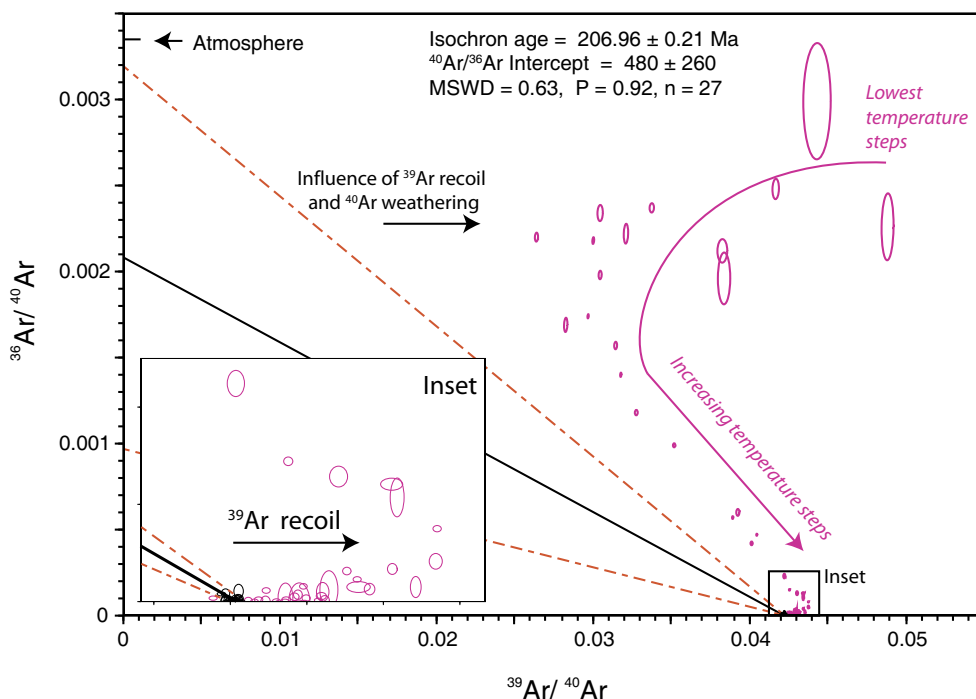 Atmosphere
Isochron age = 206.96 ± 0.21 Ma
⁴⁰Ar/³⁶Ar Intercept = 480 ± 260
MSWD = 0.63, P = 0.92, n = 27
Lowest
temperature
steps
Influence of ³⁹Ar recoil
and ⁴⁰Ar weathering
Increasing temperature steps
Inset
³⁹Ar recoil
Inset
0.003
0.002
0.001
0
³⁶Ar/ ⁴⁰Ar
0
0.01
0.02
0.03
0.04
0.05
³⁹Ar/ ⁴⁰Ar